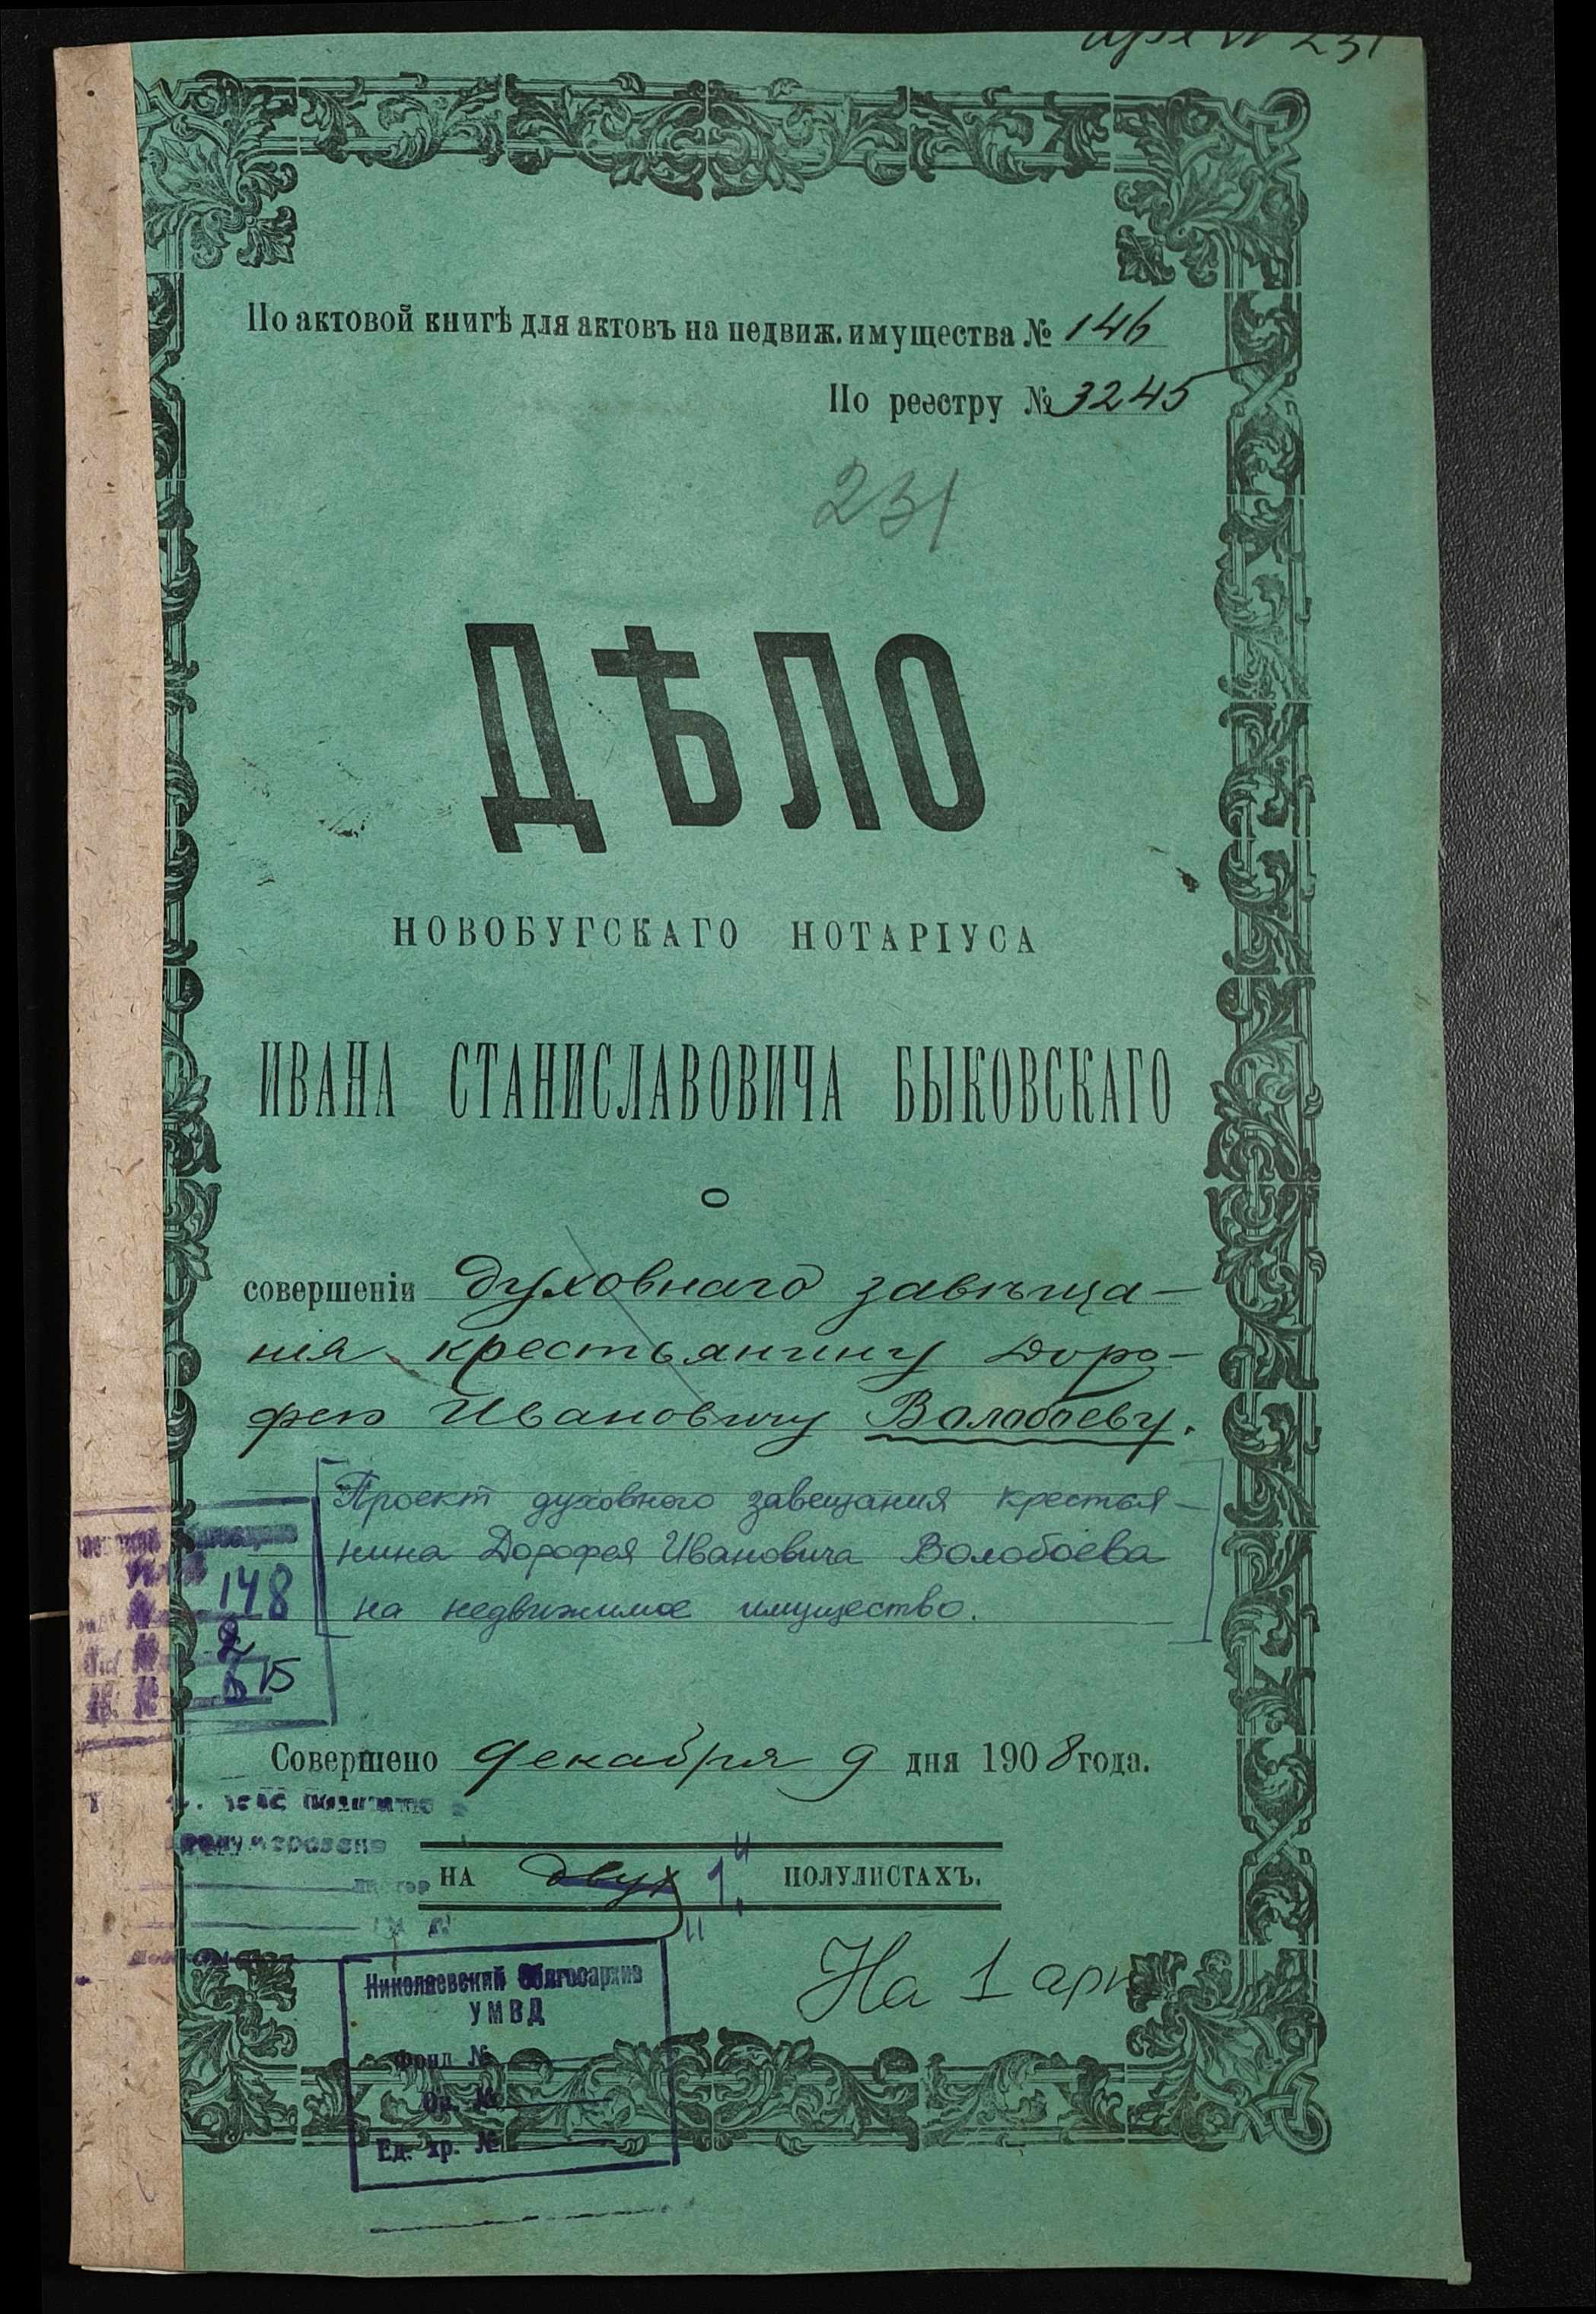 № 231
По актовой книгѣ для актовъ на недвиж. имущества № 146
По реестру № 3245
231
ДѢЛО
НОВОБУГСКАГО НОТАРІУСА
ИВАНА СТАНИСЛАВОВИЧА БЫКОВСКАГО
О
совершеніи духовнаго завѣща-
нія крестьянину Доро-
фею Ивановичу Волобоеву.
Проект духовного завещания крестья-
нина Дорофея Ивановича Волобоева
на недвижимое имущество.
148
2
515
Совершено декабря 9 дня 1908 года.
НА двух 1 ПОЛУЛИСТАХЪ.
На 1 арк
Николаевский Облгосархив
УМВД
Фонд №
Оп. №
Ед. хр. №